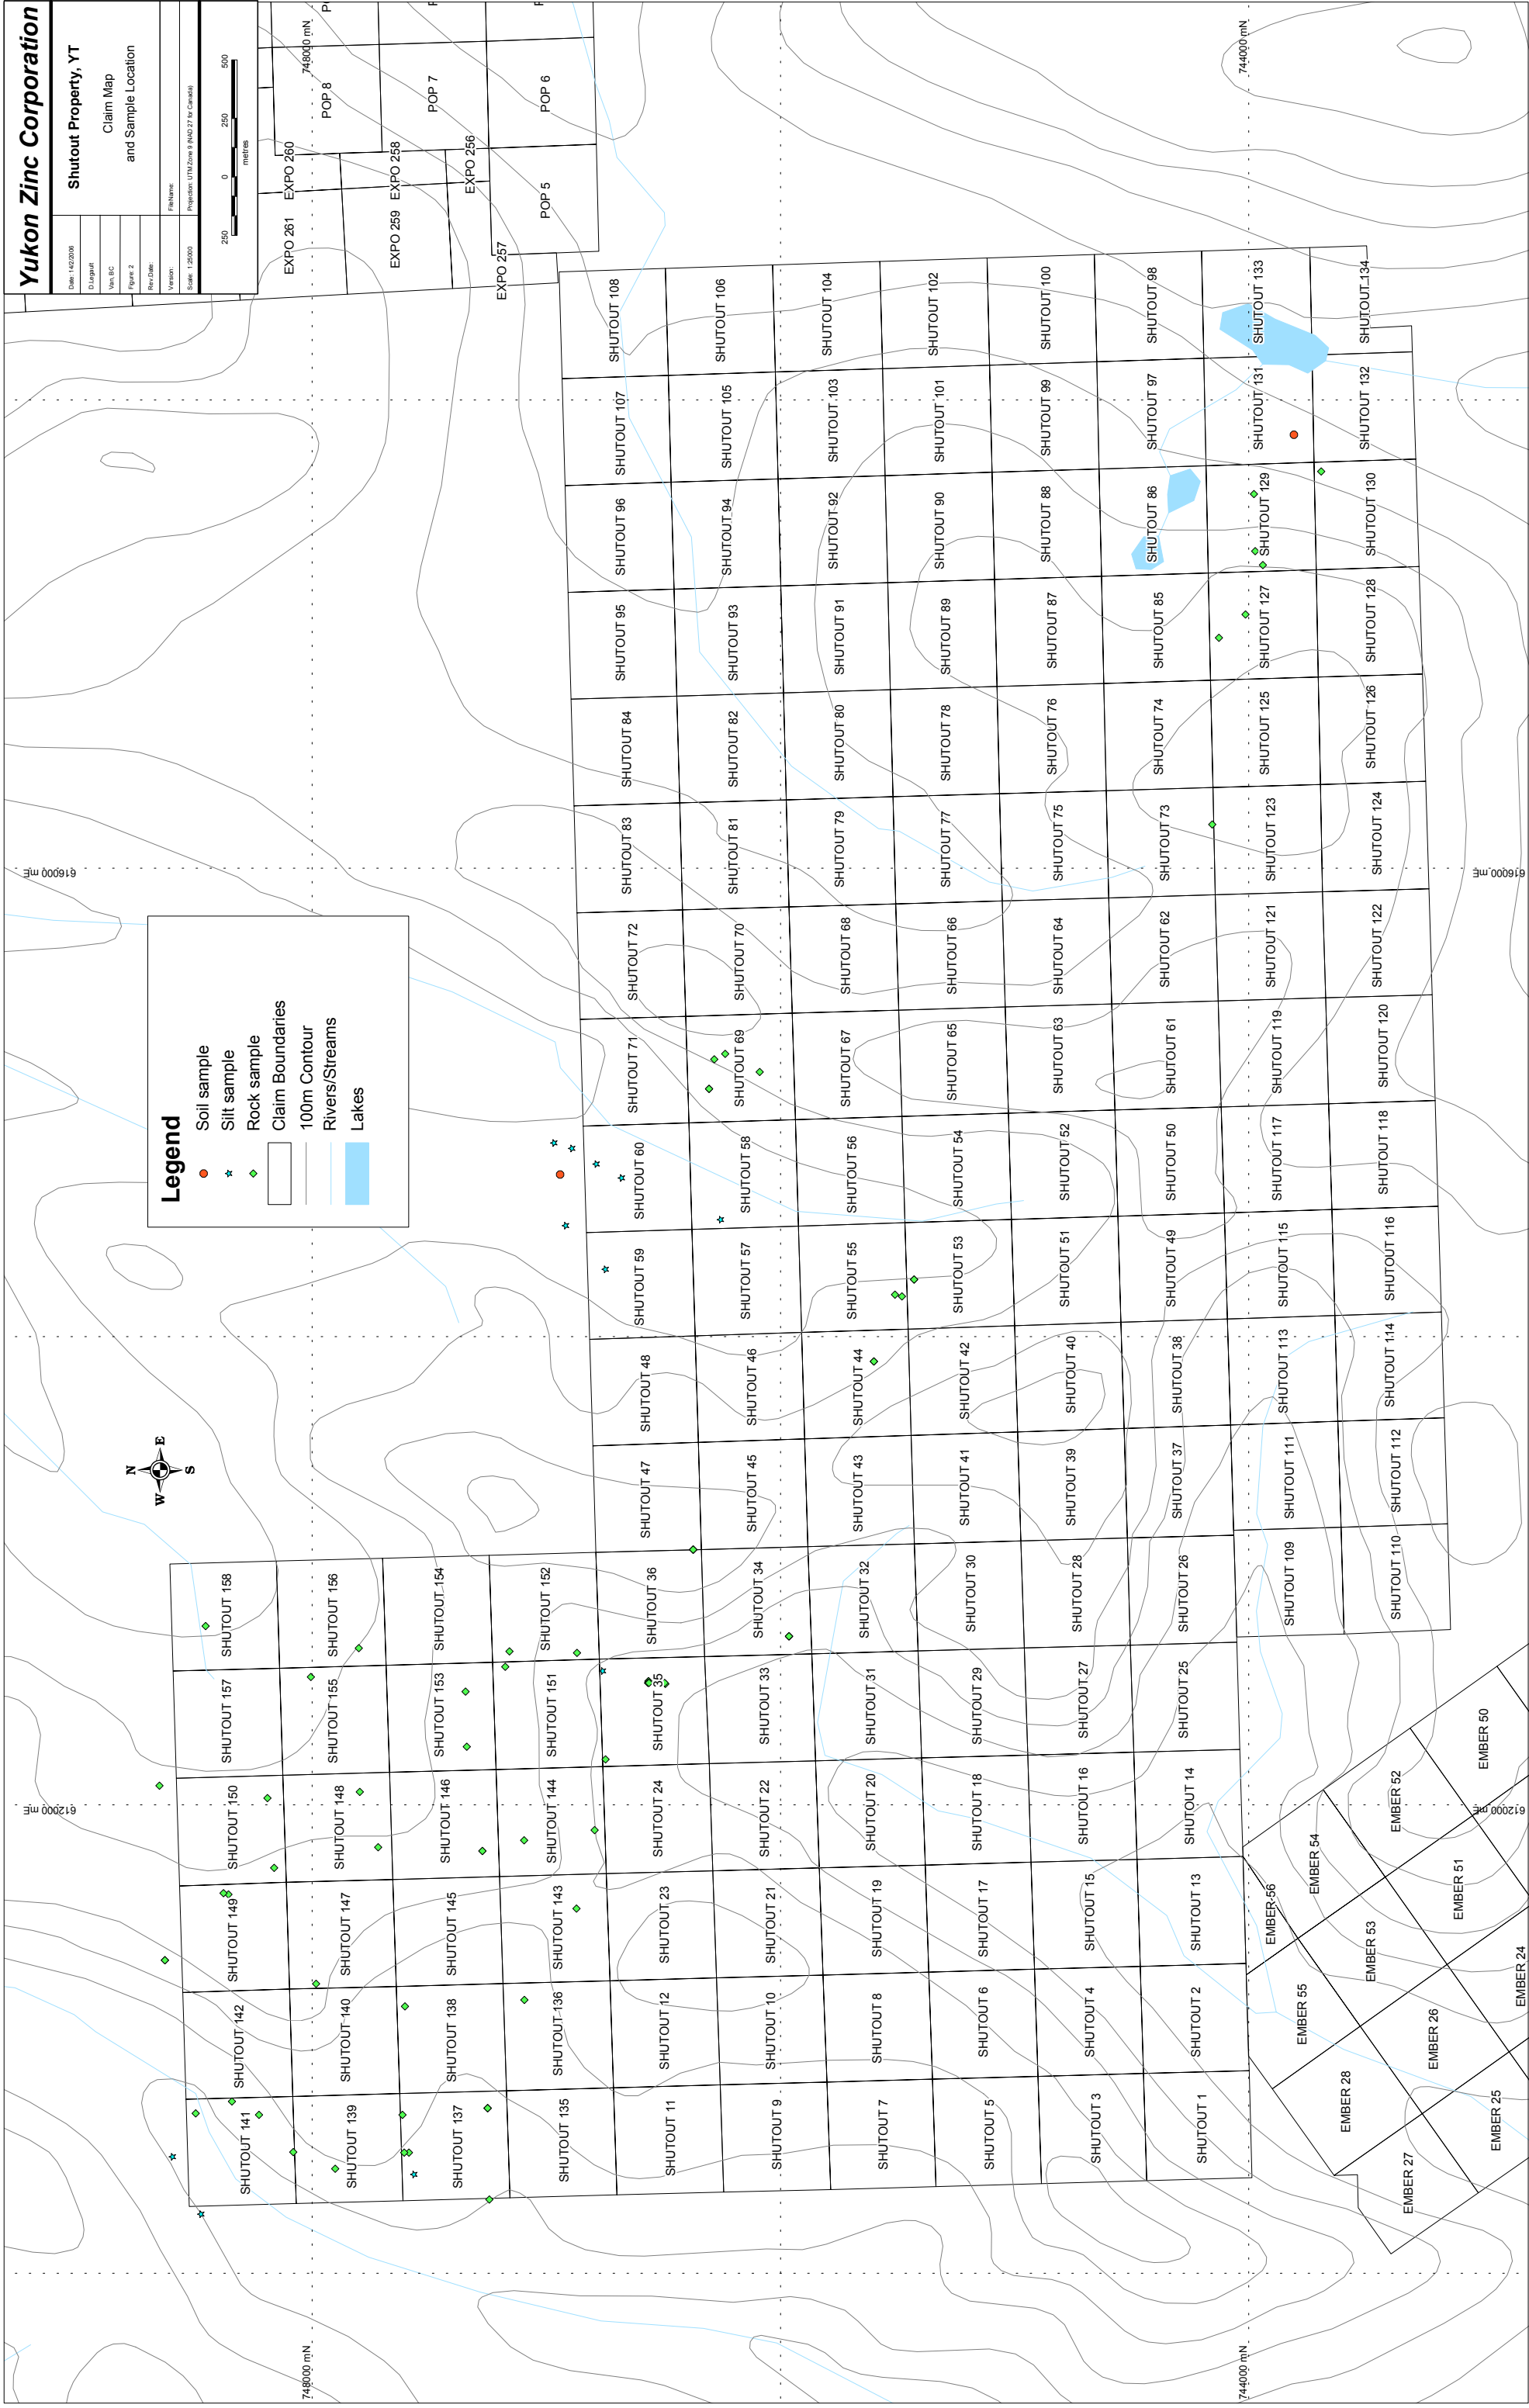 Yukon Zinc Corporation
Shutout Property, YT
Claim Map
and Sample Location
Date: 14/2/2006
D.Legault
Van, BC
Figure: 2
Rev.Date:
Version:
FileName:
Scale: 1:25000
Projection: UTM Zone 9 (NAD 27 for Canada)
250 0 250 500
metres
Legend
Soil sample
Silt sample
Rock sample
Claim Boundaries
100m Contour
Rivers/Streams
Lakes
N
W E
S
612000 mE
616000 mE
748000 mN
748000 mN
744000 mN
744000 mN
612000 mE
616000 mE
EXPO 261
EXPO 260
POP 8
EXPO 259
EXPO 258
POP 7
EXPO 257
EXPO 256
POP 5
POP 6
SHUTOUT 141
SHUTOUT 142
SHUTOUT 149
SHUTOUT 150
SHUTOUT 157
SHUTOUT 158
SHUTOUT 139
SHUTOUT 140
SHUTOUT 147
SHUTOUT 148
SHUTOUT 155
SHUTOUT 156
SHUTOUT 137
SHUTOUT 138
SHUTOUT 145
SHUTOUT 146
SHUTOUT 153
SHUTOUT 154
SHUTOUT 135
SHUTOUT 136
SHUTOUT 143
SHUTOUT 144
SHUTOUT 151
SHUTOUT 152
SHUTOUT 11
SHUTOUT 12
SHUTOUT 23
SHUTOUT 24
SHUTOUT 35
SHUTOUT 36
SHUTOUT 47
SHUTOUT 48
SHUTOUT 59
SHUTOUT 60
SHUTOUT 71
SHUTOUT 72
SHUTOUT 83
SHUTOUT 84
SHUTOUT 95
SHUTOUT 96
SHUTOUT 107
SHUTOUT 108
SHUTOUT 9
SHUTOUT 10
SHUTOUT 21
SHUTOUT 22
SHUTOUT 33
SHUTOUT 34
SHUTOUT 45
SHUTOUT 46
SHUTOUT 57
SHUTOUT 58
SHUTOUT 69
SHUTOUT 70
SHUTOUT 81
SHUTOUT 82
SHUTOUT 93
SHUTOUT 94
SHUTOUT 105
SHUTOUT 106
SHUTOUT 7
SHUTOUT 8
SHUTOUT 19
SHUTOUT 20
SHUTOUT 31
SHUTOUT 32
SHUTOUT 43
SHUTOUT 44
SHUTOUT 55
SHUTOUT 56
SHUTOUT 67
SHUTOUT 68
SHUTOUT 79
SHUTOUT 80
SHUTOUT 91
SHUTOUT 92
SHUTOUT 103
SHUTOUT 104
SHUTOUT 5
SHUTOUT 6
SHUTOUT 17
SHUTOUT 18
SHUTOUT 29
SHUTOUT 30
SHUTOUT 41
SHUTOUT 42
SHUTOUT 53
SHUTOUT 54
SHUTOUT 65
SHUTOUT 66
SHUTOUT 77
SHUTOUT 78
SHUTOUT 89
SHUTOUT 90
SHUTOUT 101
SHUTOUT 102
SHUTOUT 3
SHUTOUT 4
SHUTOUT 15
SHUTOUT 16
SHUTOUT 27
SHUTOUT 28
SHUTOUT 39
SHUTOUT 40
SHUTOUT 51
SHUTOUT 52
SHUTOUT 63
SHUTOUT 64
SHUTOUT 75
SHUTOUT 76
SHUTOUT 87
SHUTOUT 88
SHUTOUT 99
SHUTOUT 100
SHUTOUT 1
SHUTOUT 2
SHUTOUT 13
SHUTOUT 14
SHUTOUT 25
SHUTOUT 26
SHUTOUT 37
SHUTOUT 38
SHUTOUT 49
SHUTOUT 50
SHUTOUT 61
SHUTOUT 62
SHUTOUT 73
SHUTOUT 74
SHUTOUT 85
SHUTOUT 86
SHUTOUT 97
SHUTOUT 98
SHUTOUT 109
SHUTOUT 111
SHUTOUT 113
SHUTOUT 115
SHUTOUT 117
SHUTOUT 119
SHUTOUT 121
SHUTOUT 123
SHUTOUT 125
SHUTOUT 127
SHUTOUT 129
SHUTOUT 131
SHUTOUT 133
SHUTOUT 110
SHUTOUT 112
SHUTOUT 114
SHUTOUT 116
SHUTOUT 118
SHUTOUT 120
SHUTOUT 122
SHUTOUT 124
SHUTOUT 126
SHUTOUT 128
SHUTOUT 130
SHUTOUT 132
SHUTOUT 134
EMBER 56
EMBER 55
EMBER 54
EMBER 28
EMBER 53
EMBER 52
EMBER 27
EMBER 26
EMBER 51
EMBER 50
EMBER 25
EMBER 24